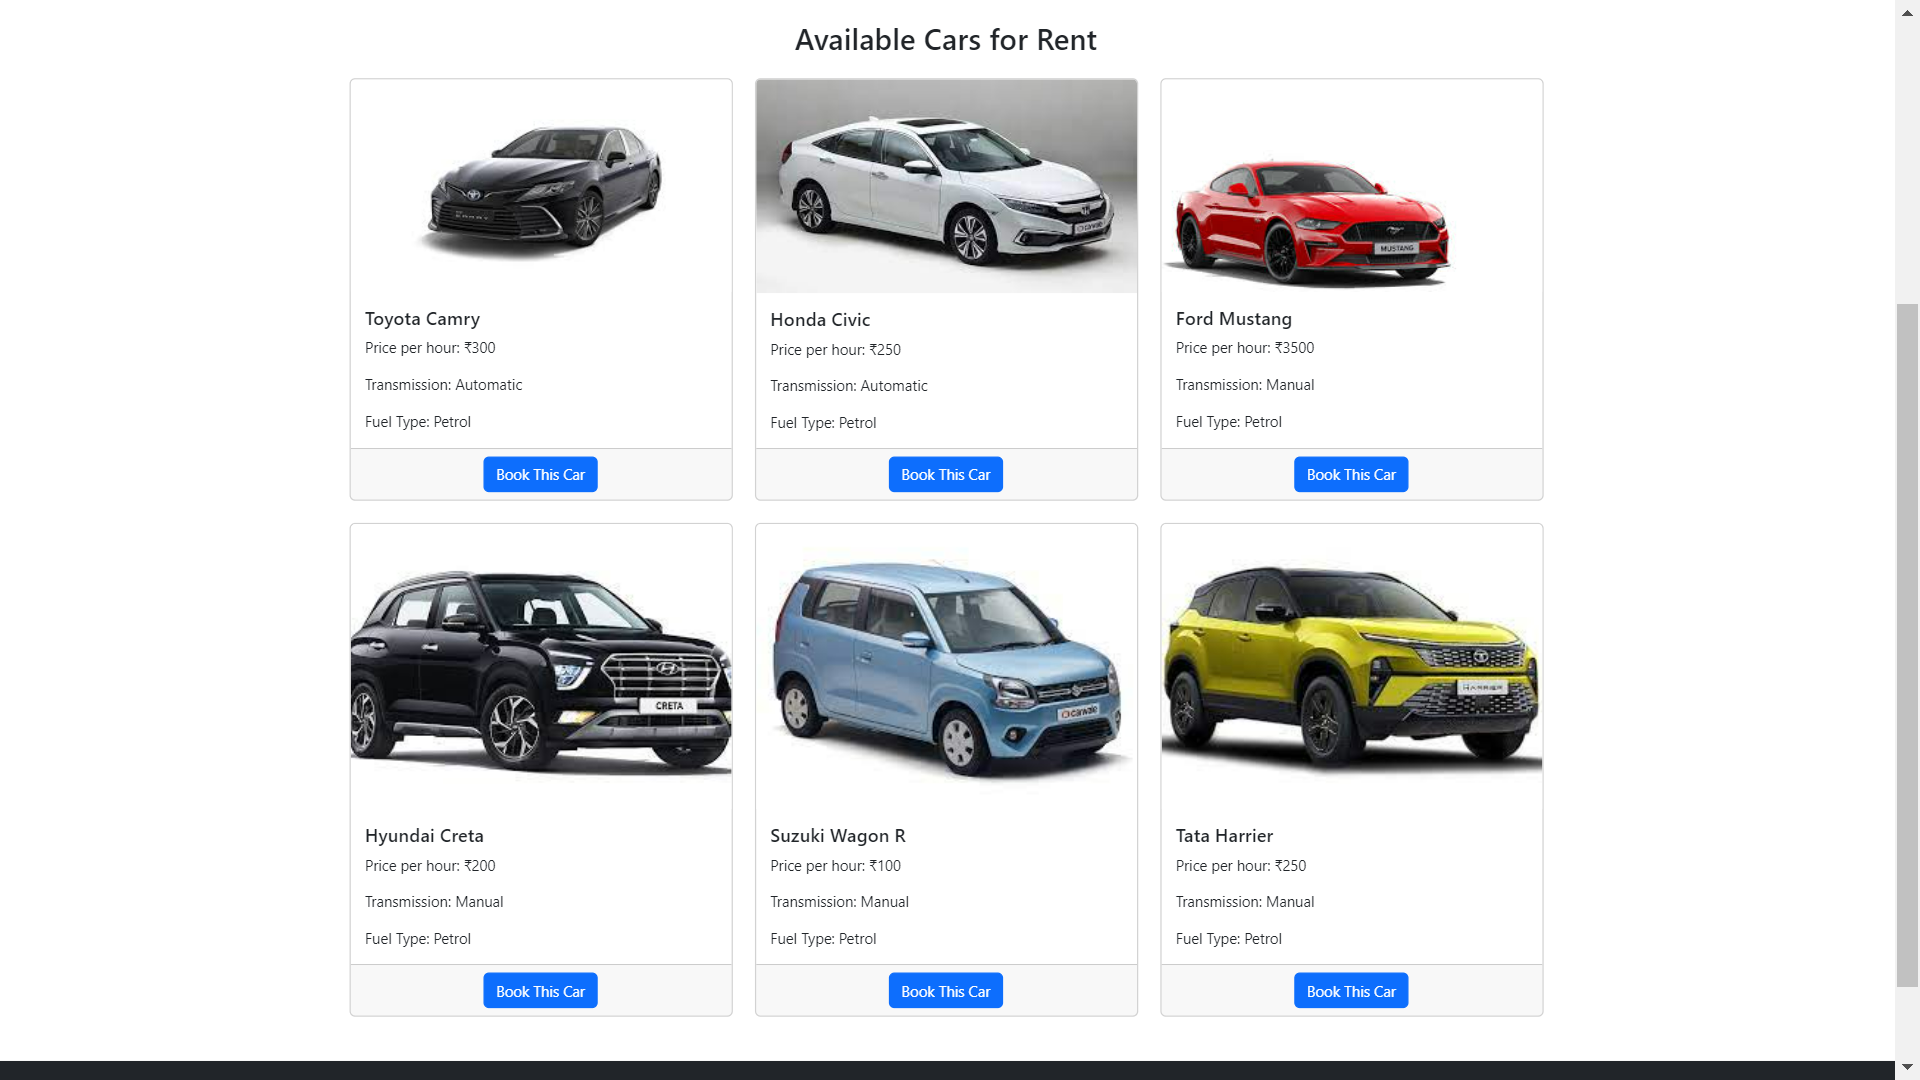 Available Cars for Rent
CAMRY
carwale
MUSTANG
Toyota Camry
Price per hour: ₹300
Transmission: Automatic
Fuel Type: Petrol
Book This Car
Honda Civic
Price per hour: ₹250
Transmission: Automatic
Fuel Type: Petrol
Book This Car
Ford Mustang
Price per hour: ₹3500
Transmission: Manual
Fuel Type: Petrol
Book This Car
CRETA
carwale
HARRIER
Hyundai Creta
Price per hour: ₹200
Transmission: Manual
Fuel Type: Petrol
Book This Car
Suzuki Wagon R
Price per hour: ₹100
Transmission: Manual
Fuel Type: Petrol
Book This Car
Tata Harrier
Price per hour: ₹250
Transmission: Manual
Fuel Type: Petrol
Book This Car